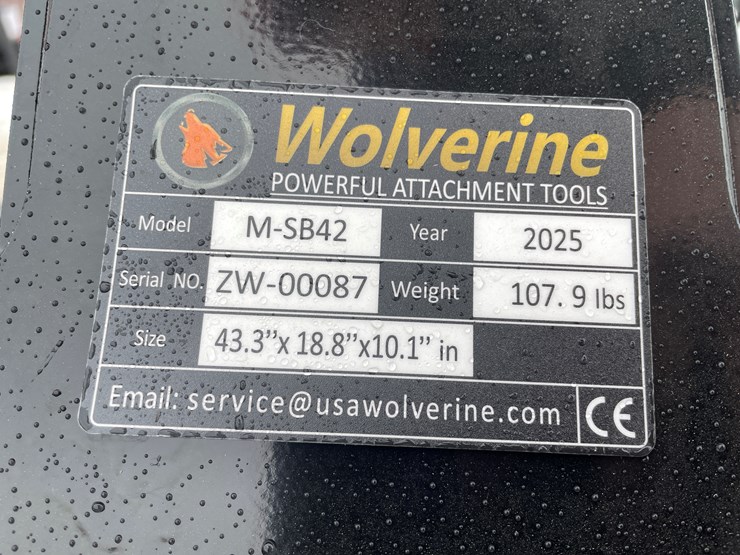 Wolverine
POWERFUL ATTACHMENT TOOLS
Model M-SB42 Year 2025
Serial NO. ZW-00087 Weight 107.9 lbs
Size 43.3”x 18.8”x10.1” in
Email: service@usawolverine.com CE